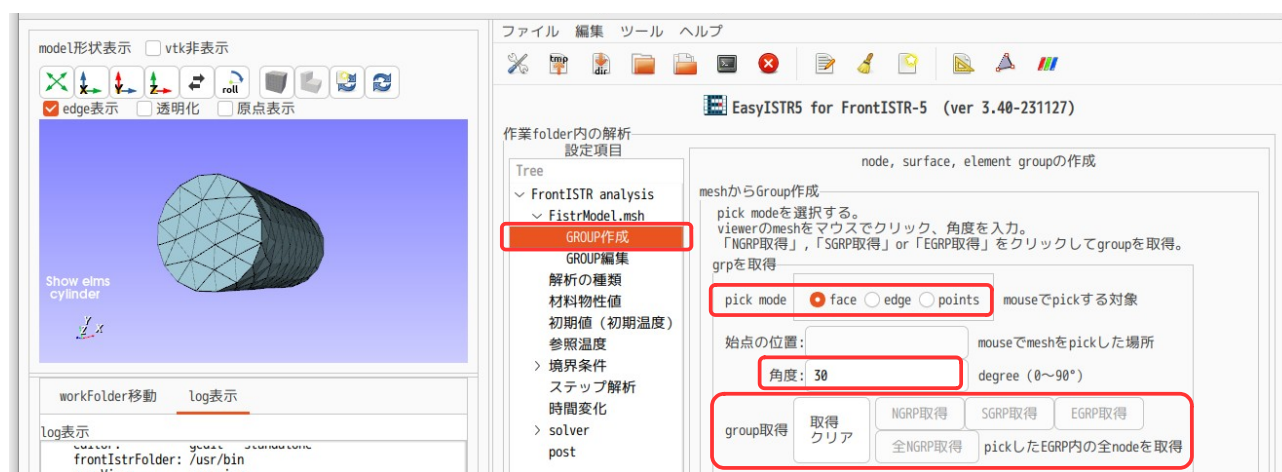 model形状表示 vtk非表示
roll
edge表示 透明化 原点表示
Show elms
cylinder
workFolder移動 log表示
log表示
frontIstrFolder: /usr/bin
ファイル 編集 ツール ヘルプ
tmp
dir
EasyISTR5 for FrontISTR-5 (ver 3.40-231127)
作業folder内の解析
設定項目
Tree
FrontISTR analysis
FistrModel.msh
GROUP作成
GROUP編集
解析の種類
材料物性値
初期値（初期温度）
参照温度
境界条件
ステップ解析
時間変化
solver
post
node, surface, element groupの作成
meshからGroup作成
pick modeを選択する。
viewerのmeshをマウスでクリック、角度を入力。
「NGRP取得」,「SGRP取得」or「EGRP取得」をクリックしてgroupを取得。
grpを取得
pick mode face edge points mouseでpickする対象
始点の位置: mouseでmeshをpickした場所
角度: 30 degree (0〜90°)
group取得 取得クリア NGRP取得 SGRP取得 EGRP取得
全NGRP取得 pickしたEGRP内の全nodeを取得